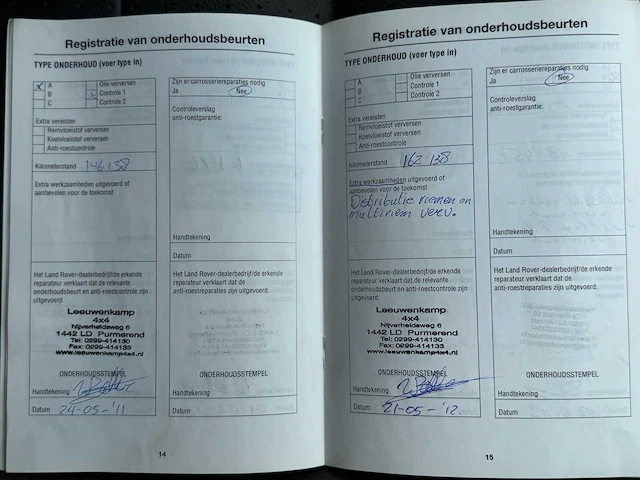 Registratie van onderhoudsbeurten
TYPE ONDERHOUD (voer type in)
x A
B
C
Olie verversen
Controle 1
Controle 2
Extra vereisten
Remvloeistof verversen
Koelvloeistof verversen
Anti-roestcontrole
Kilometerstand 146 138
Extra werkzaamheden uitgevoerd of
aanbevolen voor de toekomst
Het Land Rover-dealerbedrijf/de erkende
reparateur verklaart dat de relevante
onderhoudsbeurt en anti-roestcontrole zijn
uitgevoerd.
Leeuwenkamp
4x4
Nijverheidsweg 6
1442 LD Purmerend
Tel: 0299-414130
Fax: 0299-414133
www.leeuwenkamp4x4.nl
ONDERHOUDSSTEMPEL
Handtekening
Datum 24-05-'11
Zijn er carrosseriereparaties nodig
Ja Nee
Controleverslag
anti-roestgarantie:
Handtekening
Datum
Het Land Rover-dealerbedrijf/de erkende
reparateur verklaart dat de
anti-roestreparaties zijn uitgevoerd.
ONDERHOUDSSTEMPEL
Handtekening
Datum
14
Registratie van onderhoudsbeurten
TYPE ONDERHOUD (voer type in)
A
B
C
Olie verversen
Controle 1
Controle 2
Extra vereisten
Remvloeistof verversen
Koelvloeistof verversen
Anti-roestcontrole
Kilometerstand 162 138
Extra werkzaamheden uitgevoerd of
aanbevolen voor de toekomst
Distributie riemen en
multiriem verv.
Het Land Rover-dealerbedrijf/de erkende
reparateur verklaart dat de relevante
onderhoudsbeurt en anti-roestcontrole zijn
uitgevoerd.
Leeuwenkamp
4x4
Nijverheidsweg 6
1442 LD Purmerend
Tel: 0299-414130
Fax: 0299-414133
www.leeuwenkamp4x4.nl
ONDERHOUDSSTEMPEL
Handtekening
Datum 21-05-'12
Zijn er carrosseriereparaties nodig
Ja Nee
Controleverslag
anti-roestgarantie:
Handtekening
Datum
Het Land Rover-dealerbedrijf/de erkende
reparateur verklaart dat de
anti-roestreparaties zijn uitgevoerd.
ONDERHOUDSSTEMPEL
Handtekening
Datum
15